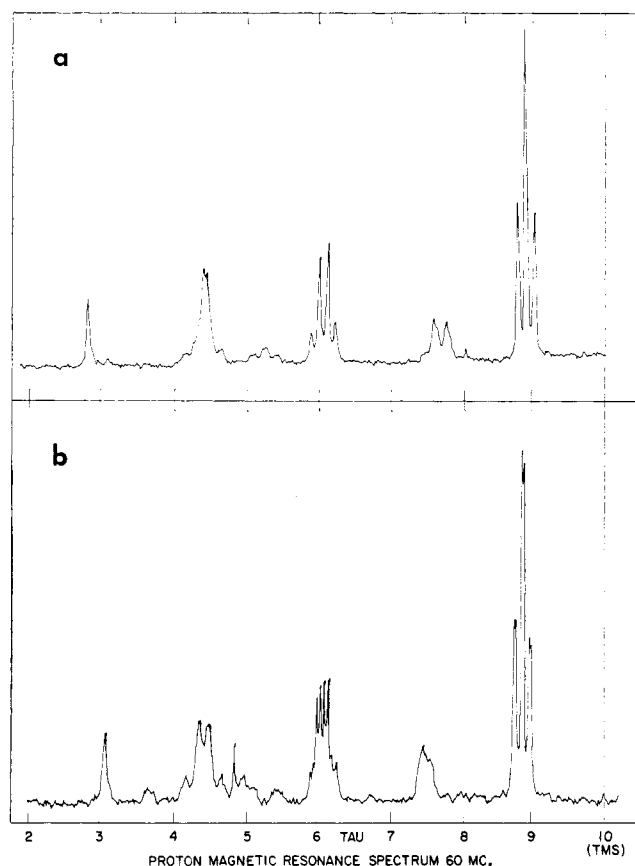 a
b
2 3 4 5 6 TAU 7 8 9 10
(TMS)
PROTON MAGNETIC RESONANCE SPECTRUM 60 MC.